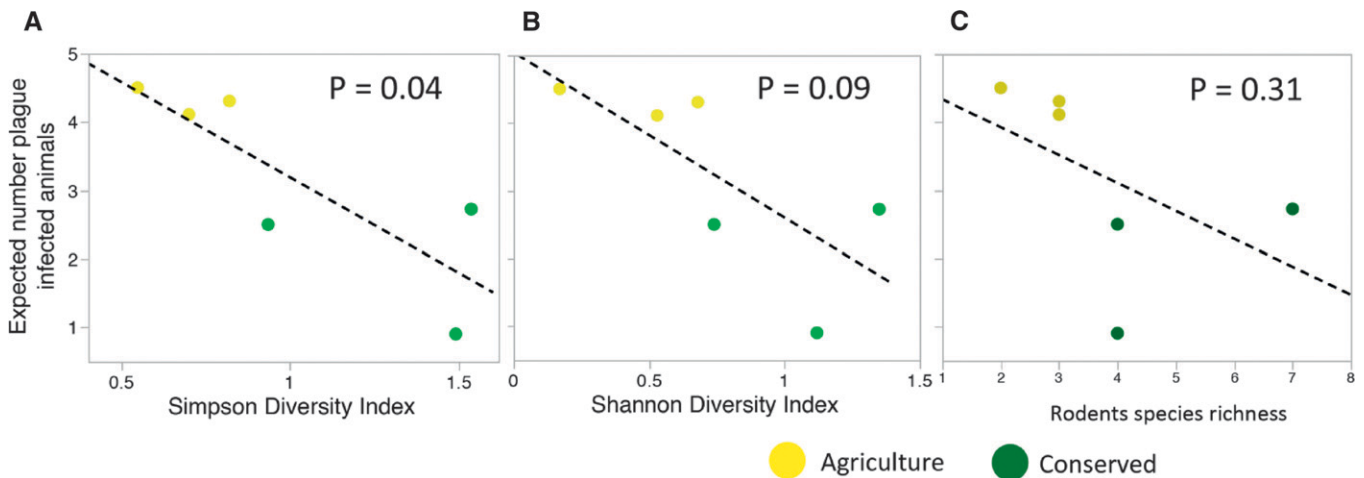 A
B
C
Expected number plague
infected animals
5
4
3
2
1
P = 0.04
P = 0.09
P = 0.31
0.5
1
1.5
0
0.5
1
1.5
1
2
3
4
5
6
7
8
Simpson Diversity Index
Shannon Diversity Index
Rodents species richness
Agriculture
Conserved